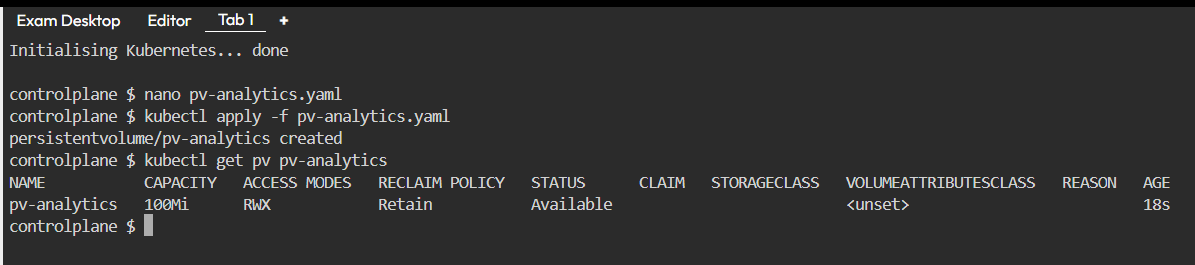 Exam Desktop Editor Tab 1 +
Initialising Kubernetes... done
controlplane $ nano pv-analytics.yaml
controlplane $ kubectl apply -f pv-analytics.yaml
persistentvolume/pv-analytics created
controlplane $ kubectl get pv pv-analytics
NAME CAPACITY ACCESS MODES RECLAIM POLICY STATUS CLAIM STORAGECLASS VOLUMEATTRIBUTESCLASS REASON AGE
pv-analytics 100Mi RWX Retain Available <unset> 18s
controlplane $